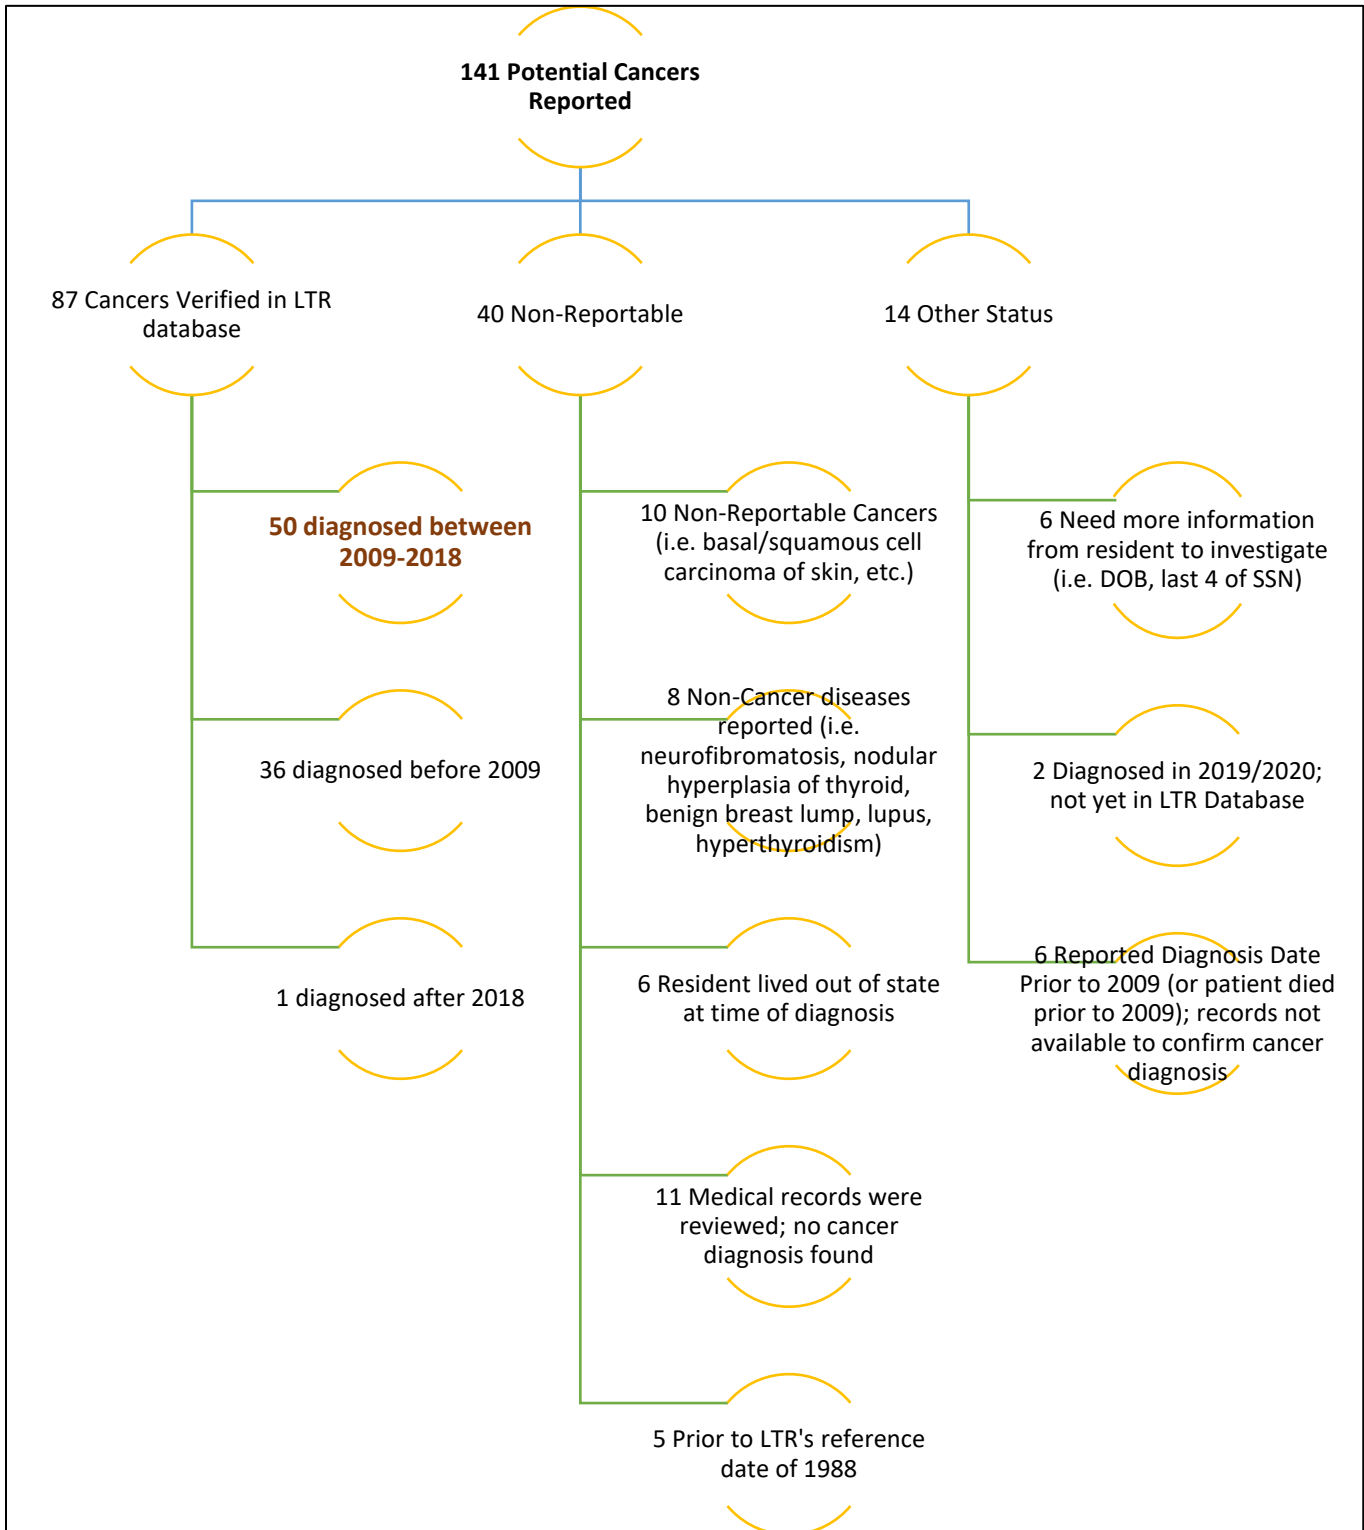 141 Potential Cancers
Reported
87 Cancers Verified in LTR
database
40 Non-Reportable
14 Other Status
50 diagnosed between
2009-2018
36 diagnosed before 2009
1 diagnosed after 2018
10 Non-Reportable Cancers
(i.e. basal/squamous cell
carcinoma of skin, etc.)
8 Non-Cancer diseases
reported (i.e.
neurofibromatosis, nodular
hyperplasia of thyroid,
benign breast lump, lupus,
hyperthyroidism)
6 Resident lived out of state
at time of diagnosis
11 Medical records were
reviewed; no cancer
diagnosis found
5 Prior to LTR's reference
date of 1988
6 Need more information
from resident to investigate
(i.e. DOB, last 4 of SSN)
2 Diagnosed in 2019/2020;
not yet in LTR Database
6 Reported Diagnosis Date
Prior to 2009 (or patient died
prior to 2009); records not
available to confirm cancer
diagnosis